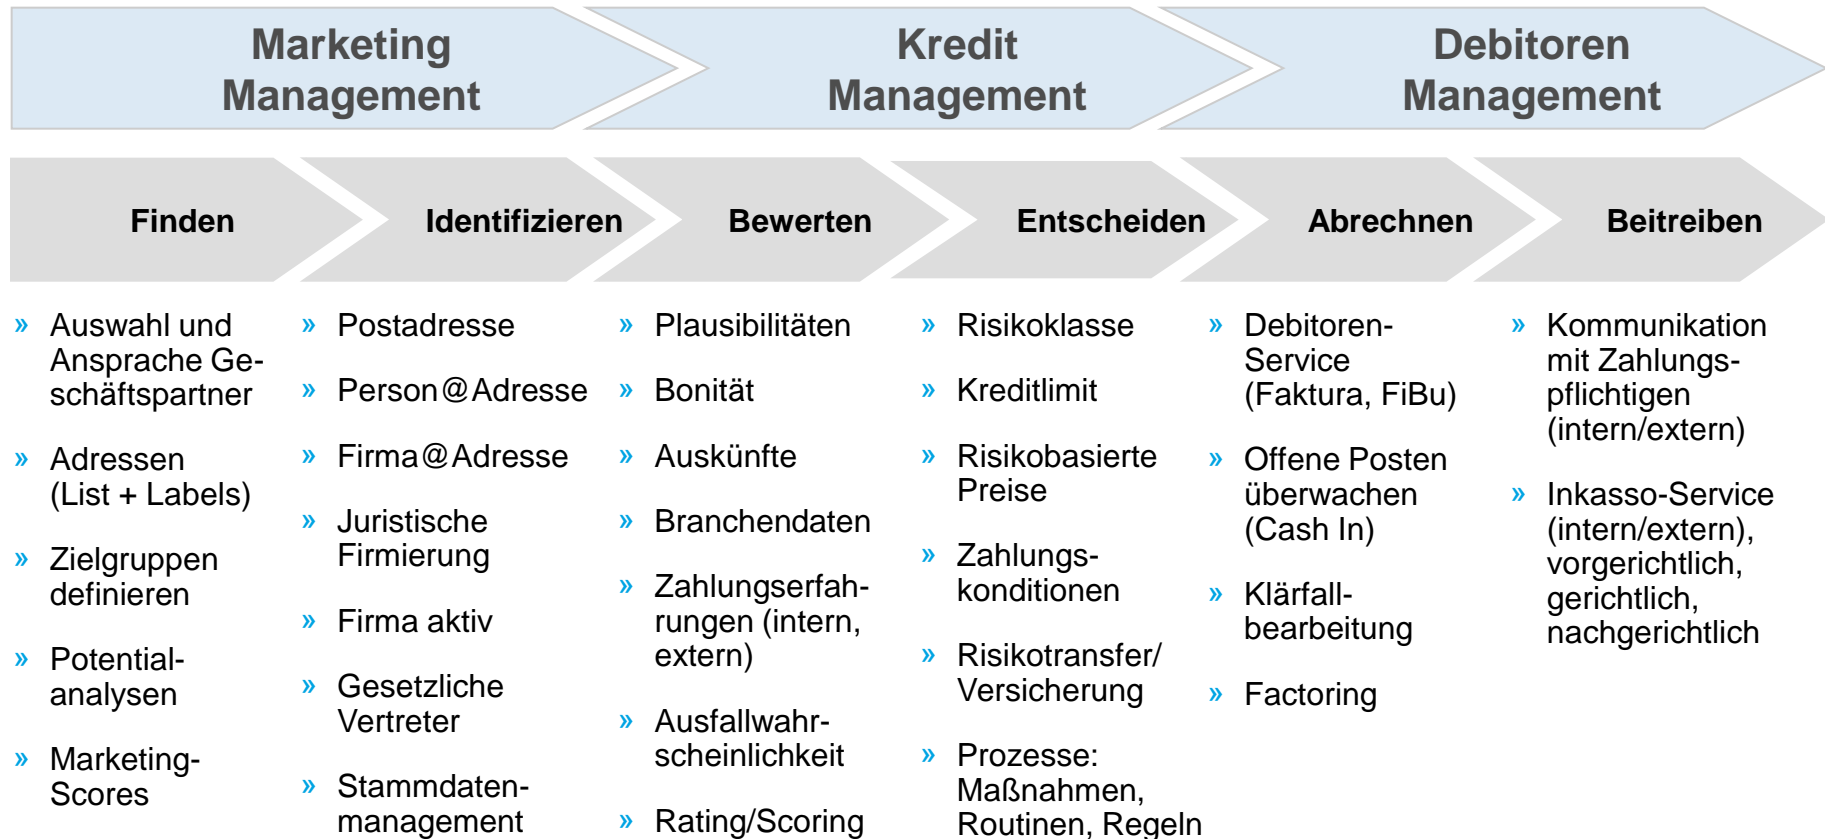 Marketing
Management
Kredit
Management
Debitoren
Management
Finden
Identifizieren
Bewerten
Entscheiden
Abrechnen
Beitreiben
» Auswahl und
Ansprache Ge-
schäftspartner
» Adressen
(List + Labels)
» Zielgruppen
definieren
» Potential-
analysen
» Marketing-
Scores
» Postadresse
» Person@Adresse
» Firma@Adresse
» Juristische
Firmierung
» Firma aktiv
» Gesetzliche
Vertreter
» Stammdaten-
management
» Plausibilitäten
» Bonität
» Auskünfte
» Branchendaten
» Zahlungserfah-
rungen (intern,
extern)
» Ausfallwahr-
scheinlichkeit
» Rating/Scoring
» Risikoklasse
» Kreditlimit
» Risikobasierte
Preise
» Zahlungs-
konditionen
» Risikotransfer/
Versicherung
» Prozesse:
Maßnahmen,
Routinen, Regeln
» Debitoren-
Service
(Faktura, FiBu)
» Offene Posten
überwachen
(Cash In)
» Klärfall-
bearbeitung
» Factoring
» Kommunikation
mit Zahlungs-
pflichtigen
(intern/extern)
» Inkasso-Service
(intern/extern),
vorgerichtlich,
gerichtlich,
nachgerichtlich